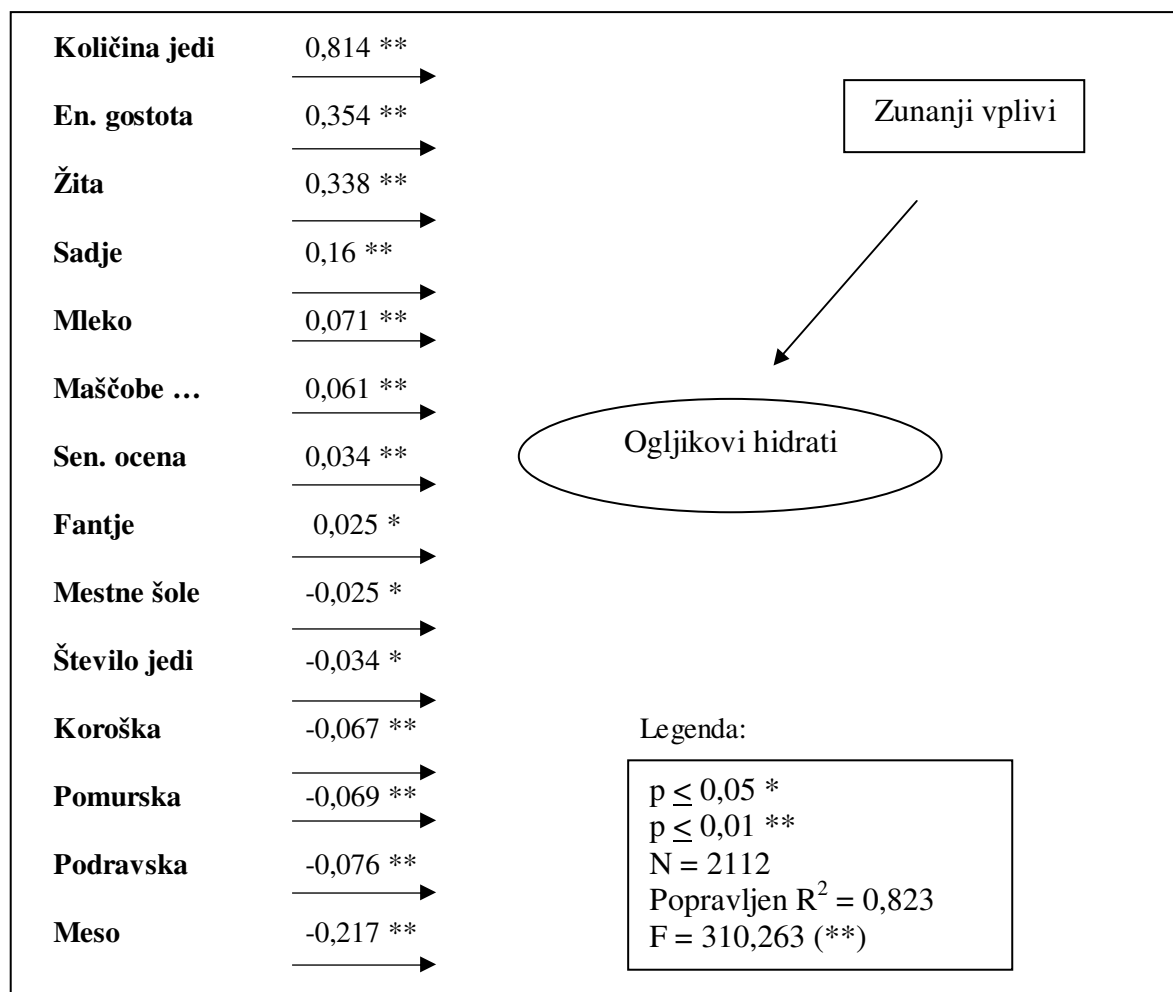 Količina jedi 0,814 **
En. gostota 0,354 **
Žita 0,338 **
Sadje 0,16 **
Mleko 0,071 **
Maščobe … 0,061 **
Sen. ocena 0,034 **
Fantje 0,025 *
Mestne šole -0,025 *
Število jedi -0,034 *
Koroška -0,067 **
Pomurska -0,069 **
Podravska -0,076 **
Meso -0,217 **
Zunanji vplivi
Ogljikovi hidrati
Legenda:
p ≤ 0,05 *
p ≤ 0,01 **
N = 2112
Popravljen R² = 0,823
F = 310,263 (**)